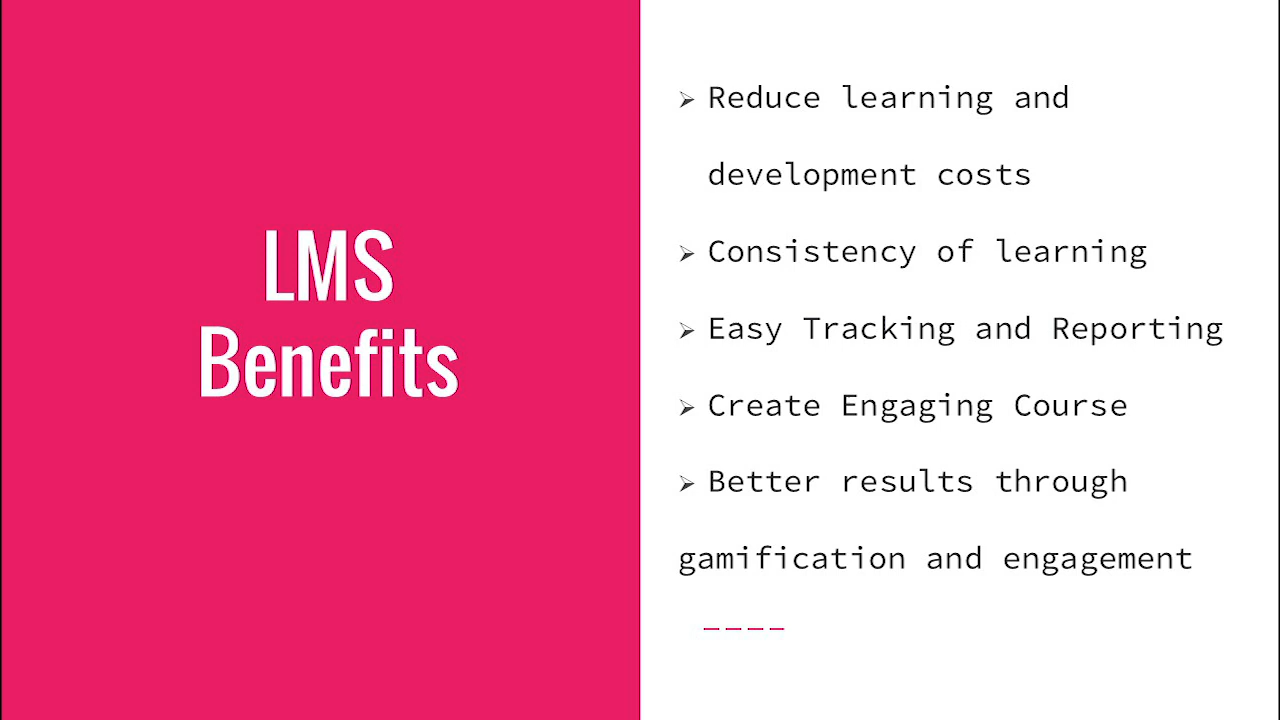 LMS
Benefits
➢ Reduce learning and
development costs
➢ Consistency of learning
➢ Easy Tracking and Reporting
➢ Create Engaging Course
➢ Better results through
gamification and engagement